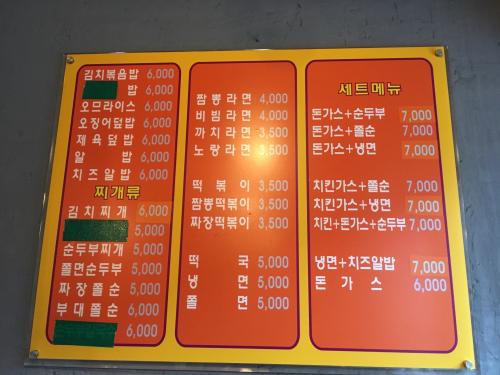 김치볶음밥 6,000
밥 6,000
오므라이스 6,000
오징어덮밥 6,000
제육덮밥 6,000
알 밥 6,000
치즈알밥 6,000
찌개류
김치찌개 6,000
5,000
순두부찌개 5,000
쫄면순두부 5,000
짜장쫄순 6,000
부대쫄순 6,000
6,000
짬뽕라면 4,000
비빔라면 4,000
까치라면 3,500
노랑라면 3,500
떡볶이 3,500
짬뽕떡볶이 3,500
짜장떡볶이 3,500
떡 국 5,000
냉 면 5,000
쫄 면 5,000
세트메뉴
돈가스+순두부 7,000
돈가스+쫄순 7,000
돈가스+냉면 7,000
치킨가스+쫄순 7,000
치킨가스+냉면 7,000
치킨+돈가스+순두부 7,000
냉면+치즈알밥 7,000
돈 가 스 6,000